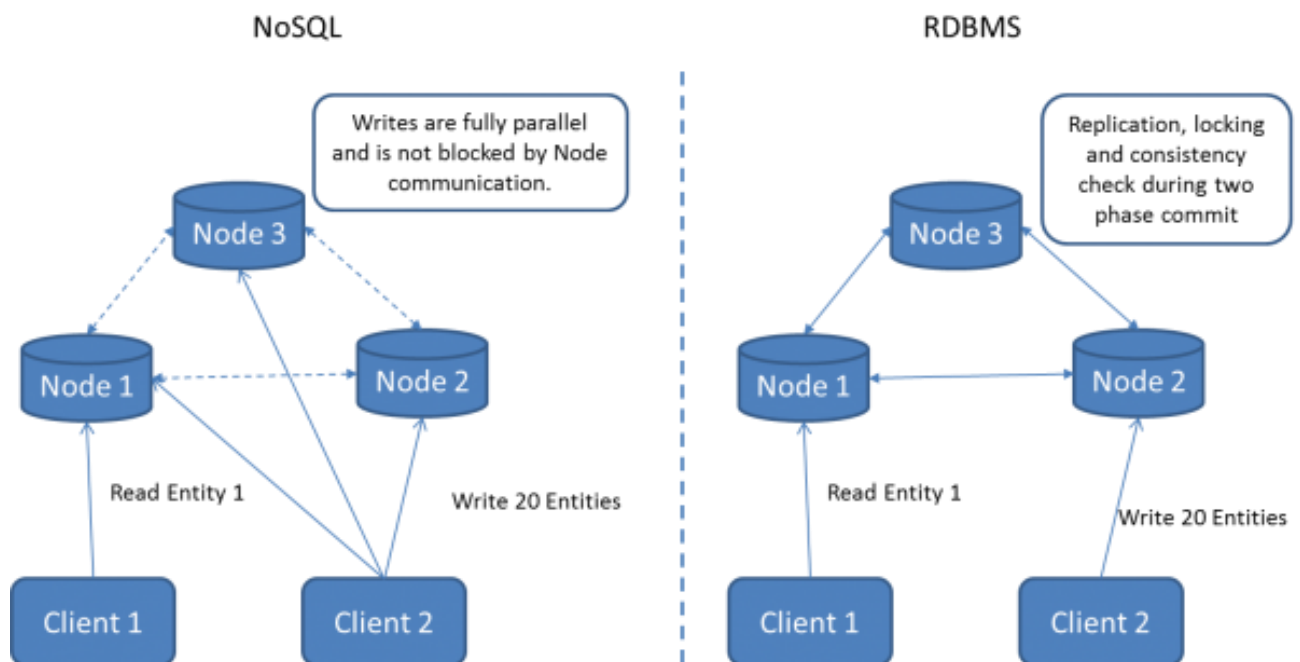 NoSQL
Writes are fully parallel
and is not blocked by Node
communication.
Node 3
Node 1
Node 2
Read Entity 1
Write 20 Entities
Client 1
Client 2
RDBMS
Replication, locking
and consistency
check during two
phase commit
Node 3
Node 1
Node 2
Read Entity 1
Write 20 Entities
Client 1
Client 2